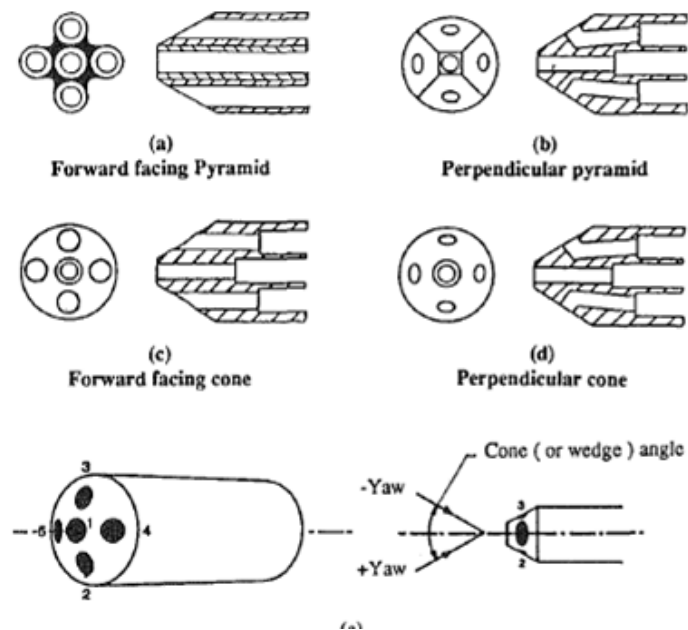 (a)
Forward facing Pyramid
(b)
Perpendicular pyramid
(c)
Forward facing cone
(d)
Perpendicular cone
Cone ( or wedge ) angle
-Yaw
+Yaw
3
5
1
4
2
3
2